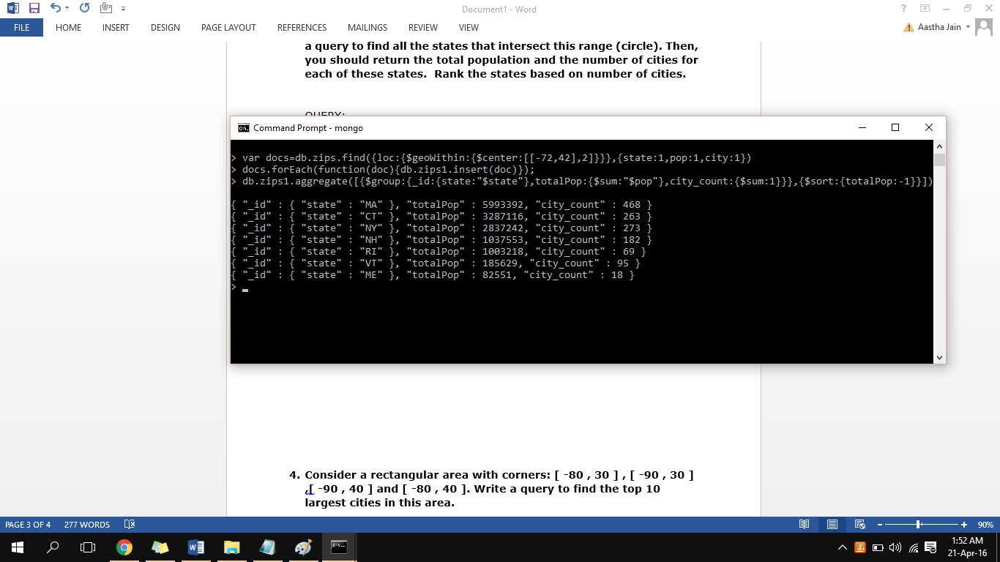 Document1 - Word
?
FILE HOME INSERT DESIGN PAGE LAYOUT REFERENCES MAILINGS REVIEW VIEW
Aastha Jain
a query to find all the states that intersect this range (circle). Then,
you should return the total population and the number of cities for
each of these states. Rank the states based on number of cities.
QUERY:
Command Prompt - mongo
> var docs=db.zips.find({loc:{$geoWithin:{$center:[[-72,42],2]}}},{state:1,pop:1,city:1})
> docs.forEach(function(doc){db.zips1.insert(doc)});
> db.zips1.aggregate([{$group:{_id:{state:"$state"},totalPop:{$sum:"$pop"},city_count:{$sum:1}}},{$sort:{totalPop:-1}}])
{ "_id" : { "state" : "MA" }, "totalPop" : 5993392, "city_count" : 468 }
{ "_id" : { "state" : "CT" }, "totalPop" : 3287116, "city_count" : 263 }
{ "_id" : { "state" : "NY" }, "totalPop" : 2837242, "city_count" : 273 }
{ "_id" : { "state" : "NH" }, "totalPop" : 1037553, "city_count" : 182 }
{ "_id" : { "state" : "RI" }, "totalPop" : 1003218, "city_count" : 69 }
{ "_id" : { "state" : "VT" }, "totalPop" : 185629, "city_count" : 95 }
{ "_id" : { "state" : "ME" }, "totalPop" : 82551, "city_count" : 18 }
>
4. Consider a rectangular area with corners: [ -80 , 30 ] , [ -90 , 30 ]
,[ -90 , 40 ] and [ -80 , 40 ]. Write a query to find the top 10
largest cities in this area.
PAGE 3 OF 4 277 WORDS
90%
1:52 AM
21-Apr-16